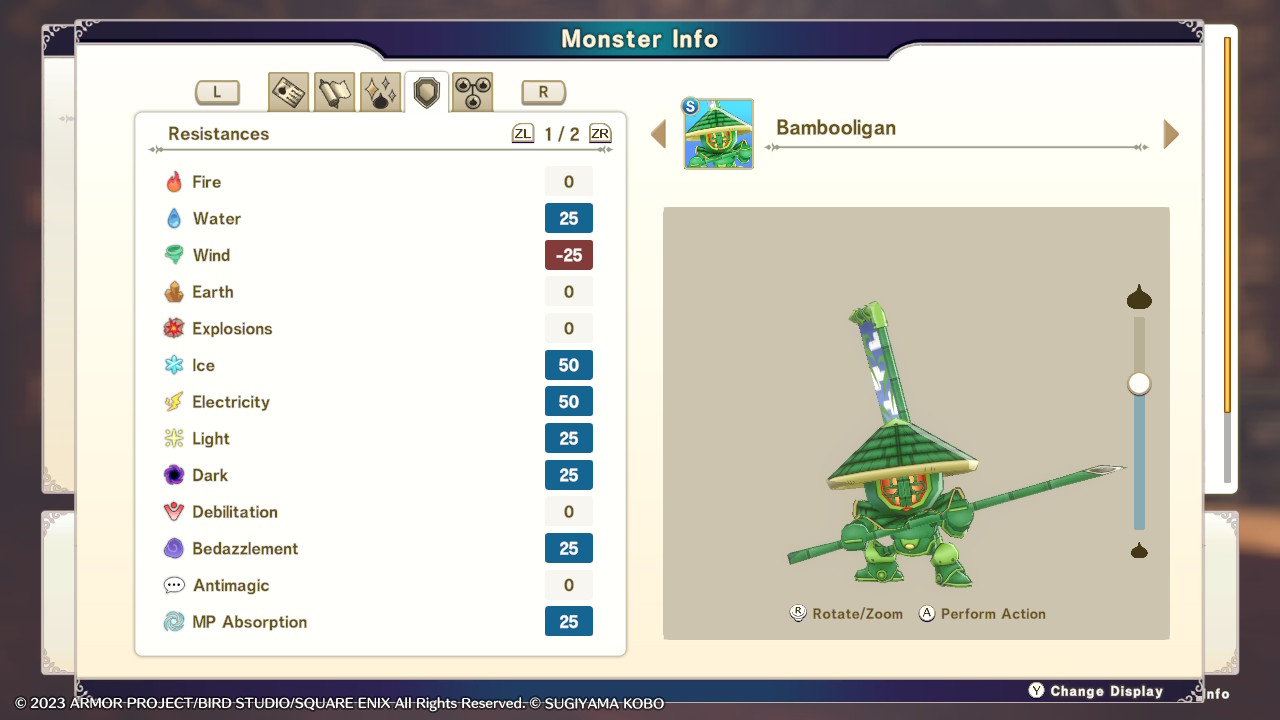 Monster Info
L
R
Resistances
ZL 1 / 2 ZR
Fire 0
Water 25
Wind -25
Earth 0
Explosions 0
Ice 50
Electricity 50
Light 25
Dark 25
Debilitation 0
Bedazzlement 25
Antimagic 0
MP Absorption 25
S
Bambooligan
R Rotate/Zoom A Perform Action
Y Change Display
nfo
© 2023 ARMOR PROJECT/BIRD STUDIO/SQUARE ENIX All Rights Reserved. © SUGIYAMA KOBO